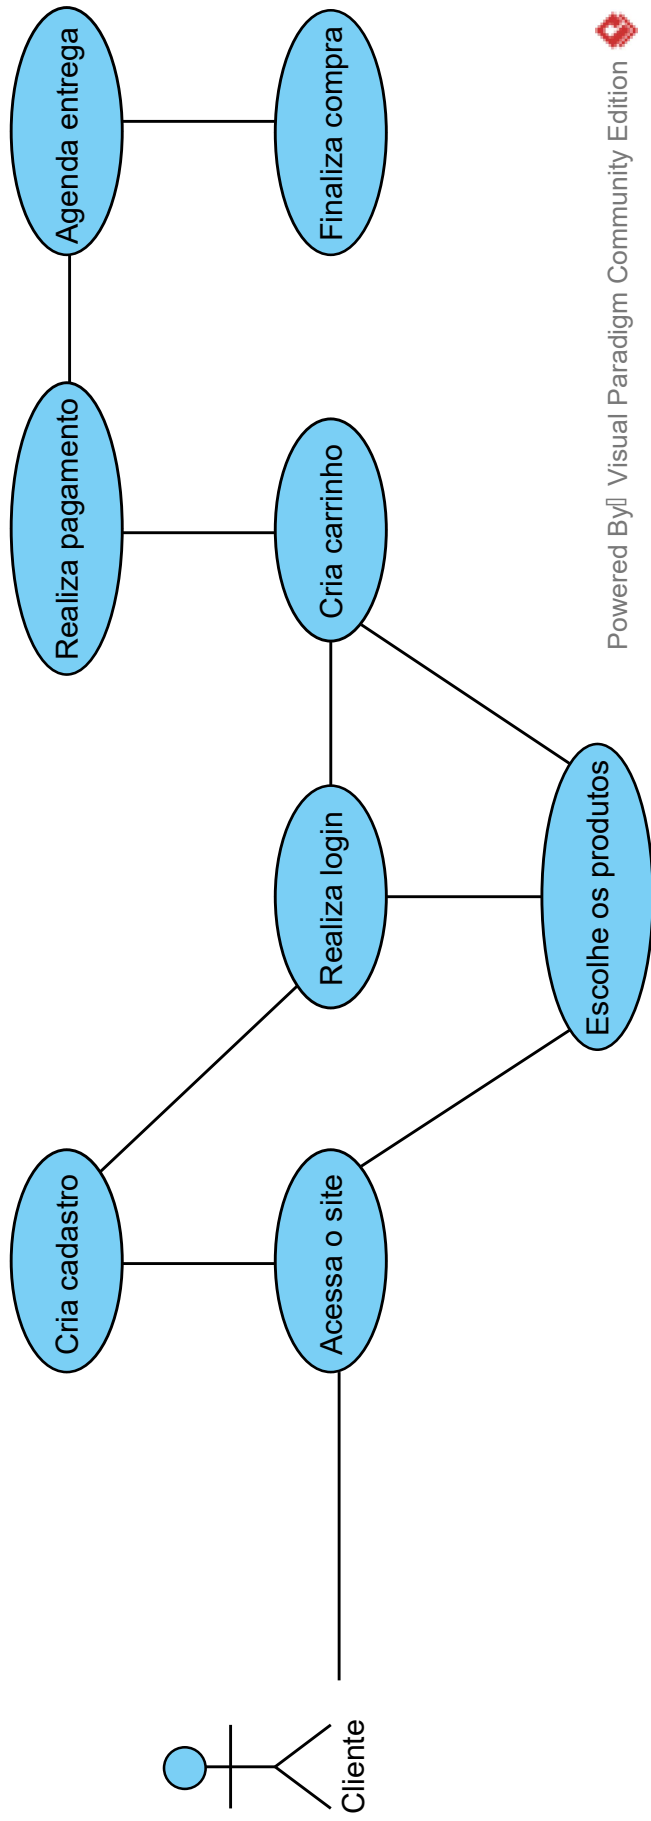 Cliente
Cria cadastro
Acessa o site
Realiza login
Escolhe os produtos
Cria carrinho
Realiza pagamento
Agenda entrega
Finaliza compra
Powered By Visual Paradigm Community Edition